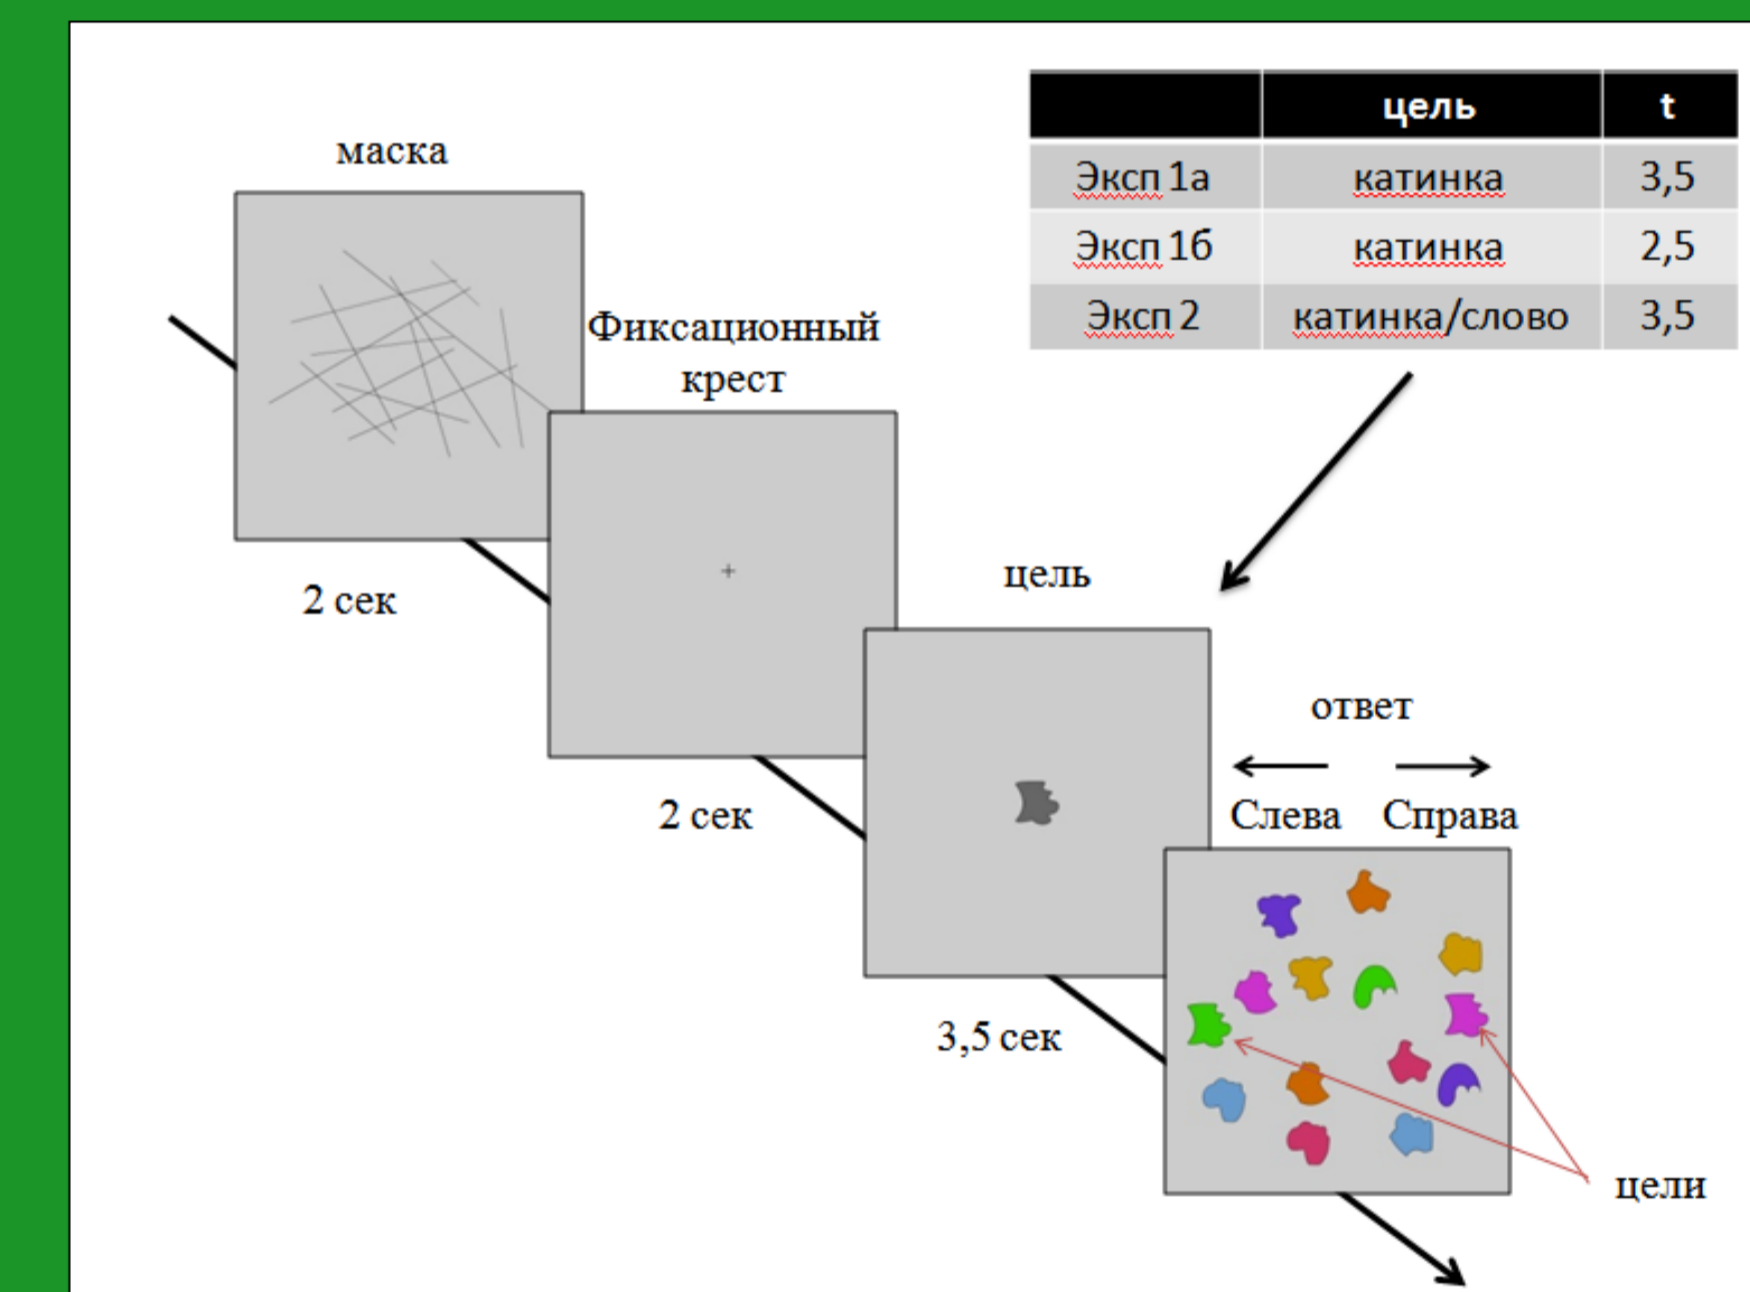 цель t
Эксп 1а катинка 3,5
Эксп 1б катинка 2,5
Эксп 2 катинка/слово 3,5
маска
2 сек
Фиксационный
крест
2 сек
цель
3,5 сек
ответ
Слева Справа
цели